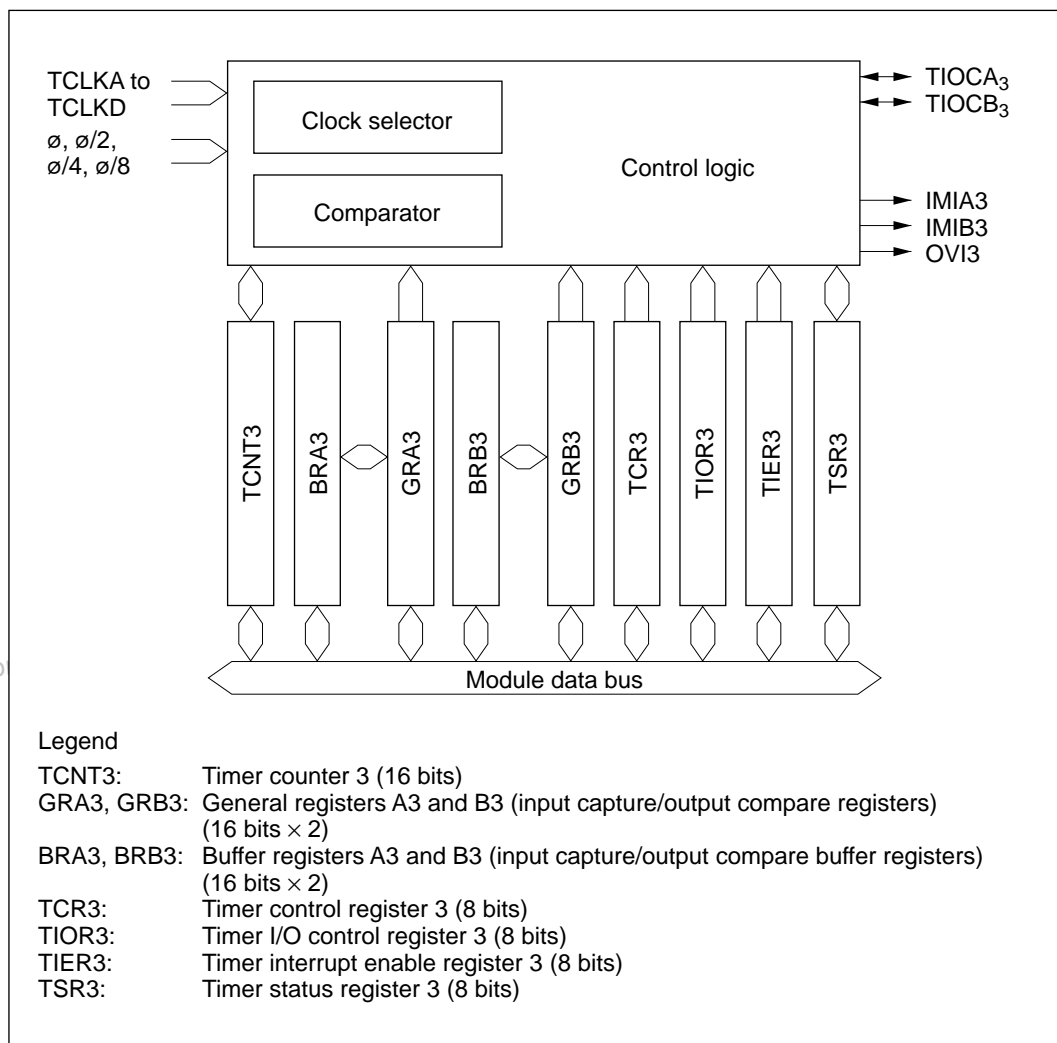 TCLKA to
TCLKD
ø, ø/2,
ø/4, ø/8
Clock selector
Comparator
Control logic
TIOCA₃
TIOCB₃
IMIA3
IMIB3
OVI3
TCNT3
BRA3
GRA3
BRB3
GRB3
TCR3
TIOR3
TIER3
TSR3
Module data bus
Legend
TCNT3: Timer counter 3 (16 bits)
GRA3, GRB3: General registers A3 and B3 (input capture/output compare registers)
(16 bits × 2)
BRA3, BRB3: Buffer registers A3 and B3 (input capture/output compare buffer registers)
(16 bits × 2)
TCR3: Timer control register 3 (8 bits)
TIOR3: Timer I/O control register 3 (8 bits)
TIER3: Timer interrupt enable register 3 (8 bits)
TSR3: Timer status register 3 (8 bits)